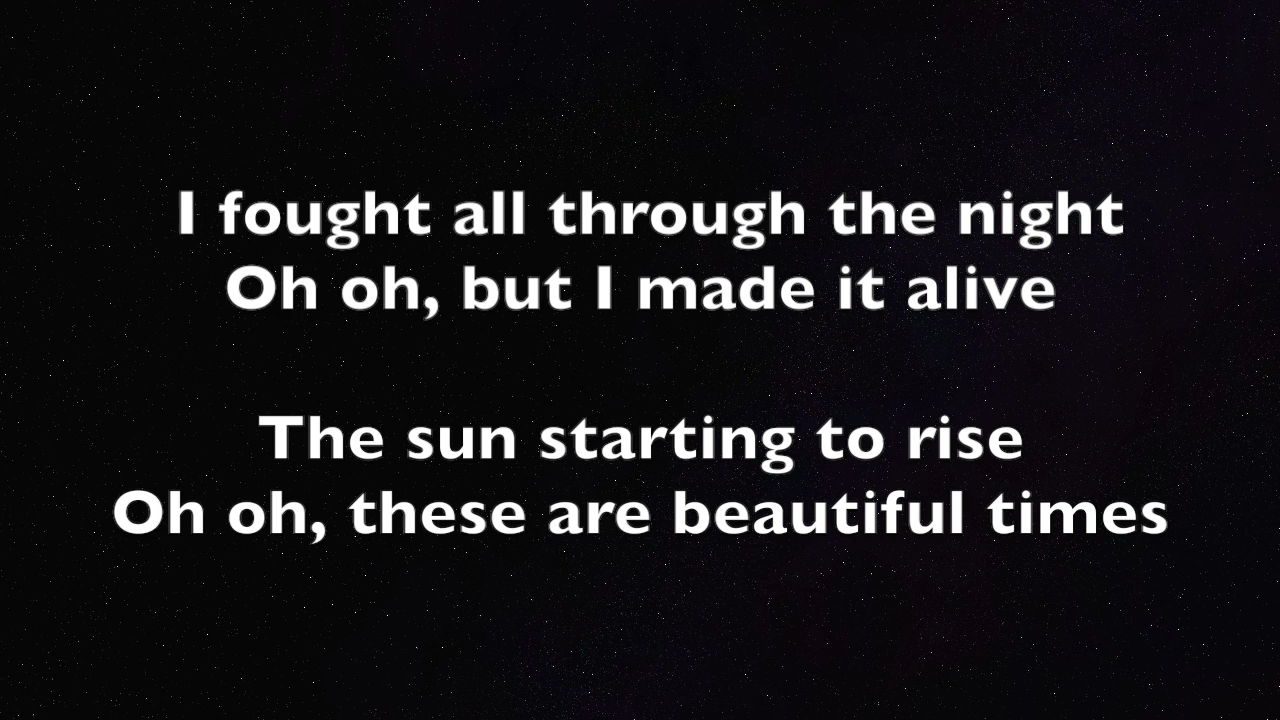 I fought all through the night
Oh oh, but I made it alive
The sun starting to rise
Oh oh, these are beautiful times